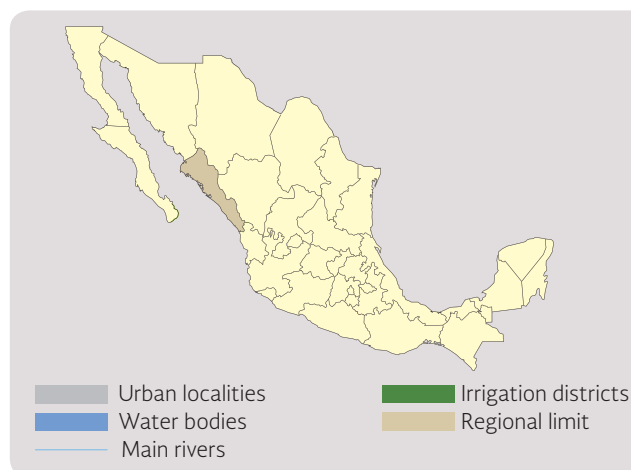 Urban localities
Water bodies
Main rivers
Irrigation districts
Regional limit